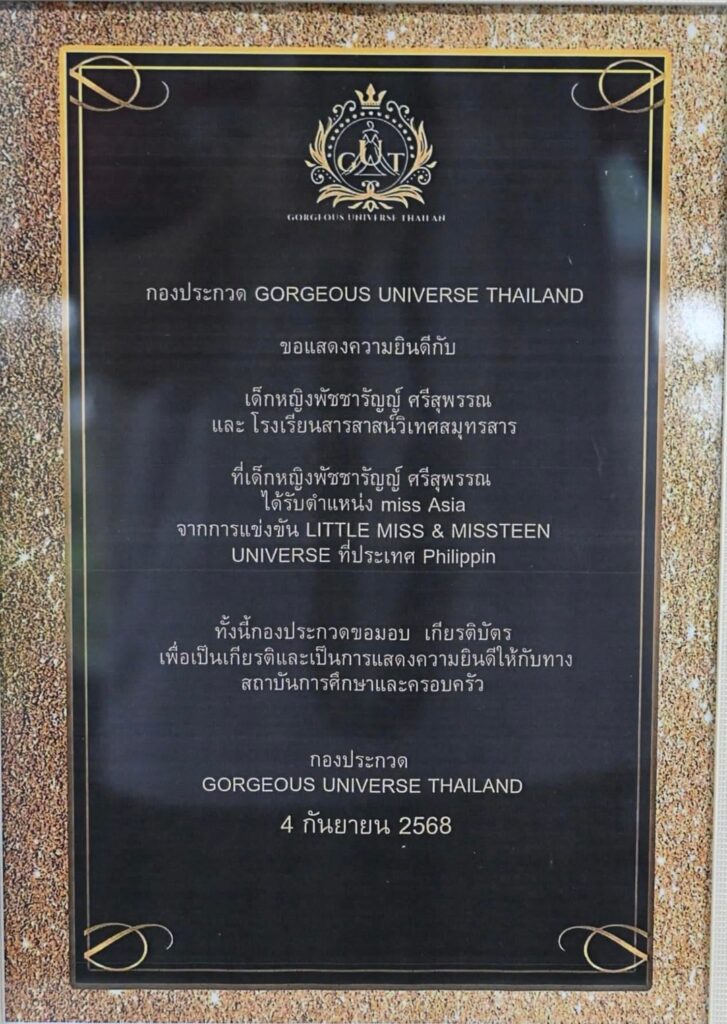 GUT
GORGEOUS UNIVERSE THAILAN
กองประกวด GORGEOUS UNIVERSE THAILAND
ขอแสดงความยินดีกับ
เด็กหญิงพัชชารัญญ์ ศรีสุพรรณ
และ โรงเรียนสารสาสน์วิเทศสมุทรสาร
ที่เด็กหญิงพัชชารัญญ์ ศรีสุพรรณ
ได้รับตำแหน่ง miss Asia
จากการแข่งขัน LITTLE MISS & MISSTEEN
UNIVERSE ที่ประเทศ Philippin
ทั้งนี้กองประกวดขอมอบ เกียรติบัตร
เพื่อเป็นเกียรติและเป็นการแสดงความยินดีให้กับทาง
สถาบันการศึกษาและครอบครัว
กองประกวด
GORGEOUS UNIVERSE THAILAND
4 กันยายน 2568